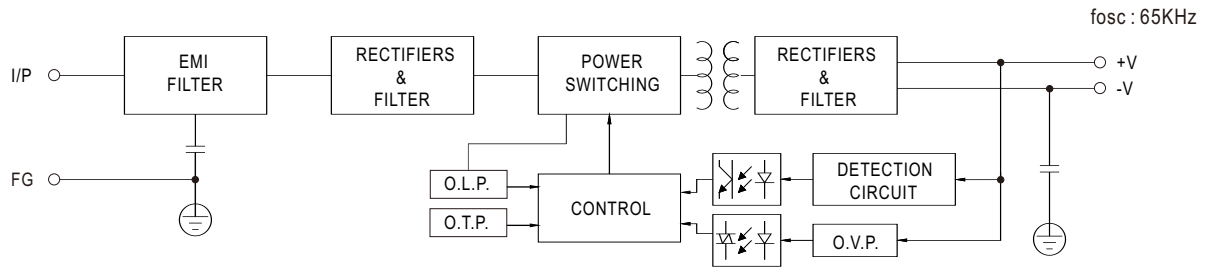 fosc : 65KHz
I/P
EMI
FILTER
RECTIFIERS
&
FILTER
POWER
SWITCHING
RECTIFIERS
&
FILTER
+V
-V
FG
O.L.P.
O.T.P.
CONTROL
DETECTION
CIRCUIT
O.V.P.